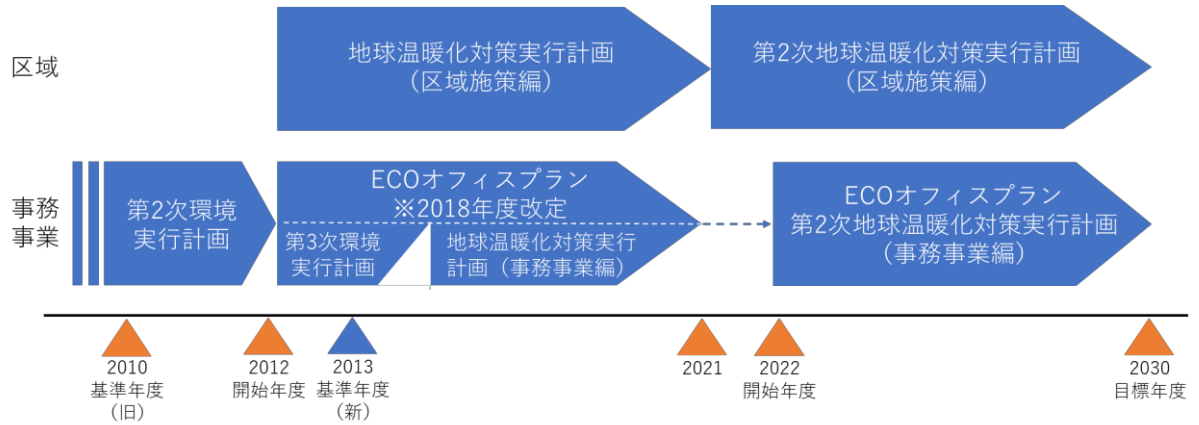 区域
地球温暖化対策実行計画
(区域施策編)
第2次地球温暖化対策実行計画
(区域施策編)
事務
事業
第2次環境
実行計画
ECOオフィスプラン
※2018年度改定
第3次環境
実行計画
地球温暖化対策実行
計画（事務事業編）
ECOオフィスプラン
第2次地球温暖化対策実行計画
(事務事業編)
2010
基準年度
(旧)
2012
開始年度
2013
基準年度
(新)
2021
2022
開始年度
2030
目標年度